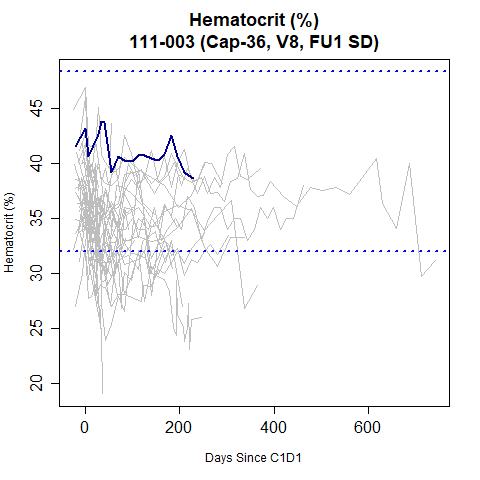 Hematocrit (%)
111-003 (Cap-36, V8, FU1 SD)
Hematocrit (%)
45
40
35
30
25
20
0 200 400 600
Days Since C1D1